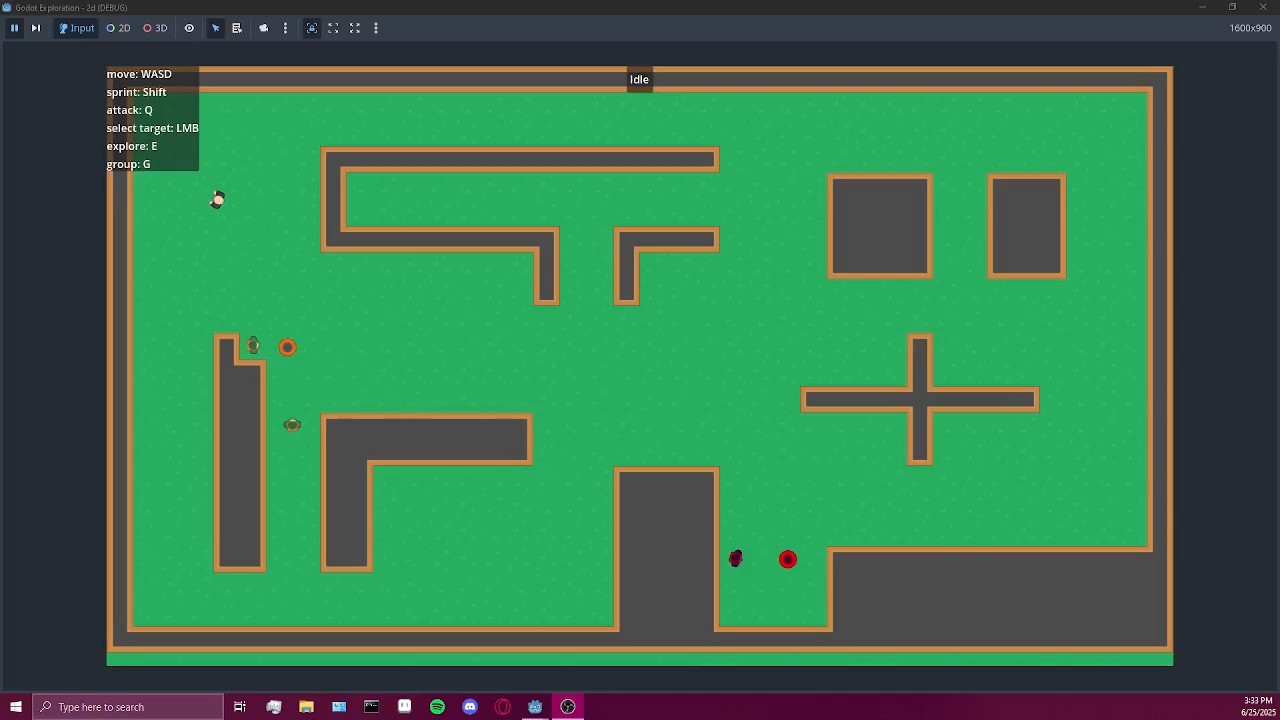 Godot Exploration - 2d (DEBUG)
Input 2D 3D 1600x900
move: WASD
sprint: Shift
attack: Q
select target: LMB
explore: E
group: G
Idle
Type here to search
3:33 PM
6/25/2025